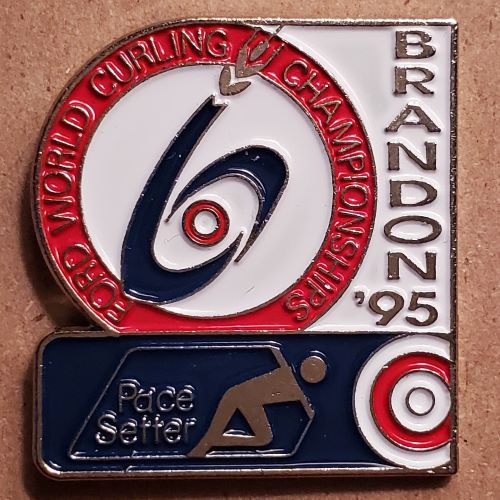 FORD WORLD CURLING CHAMPIONSHIPS
BRANDON '95
Pace
Setter